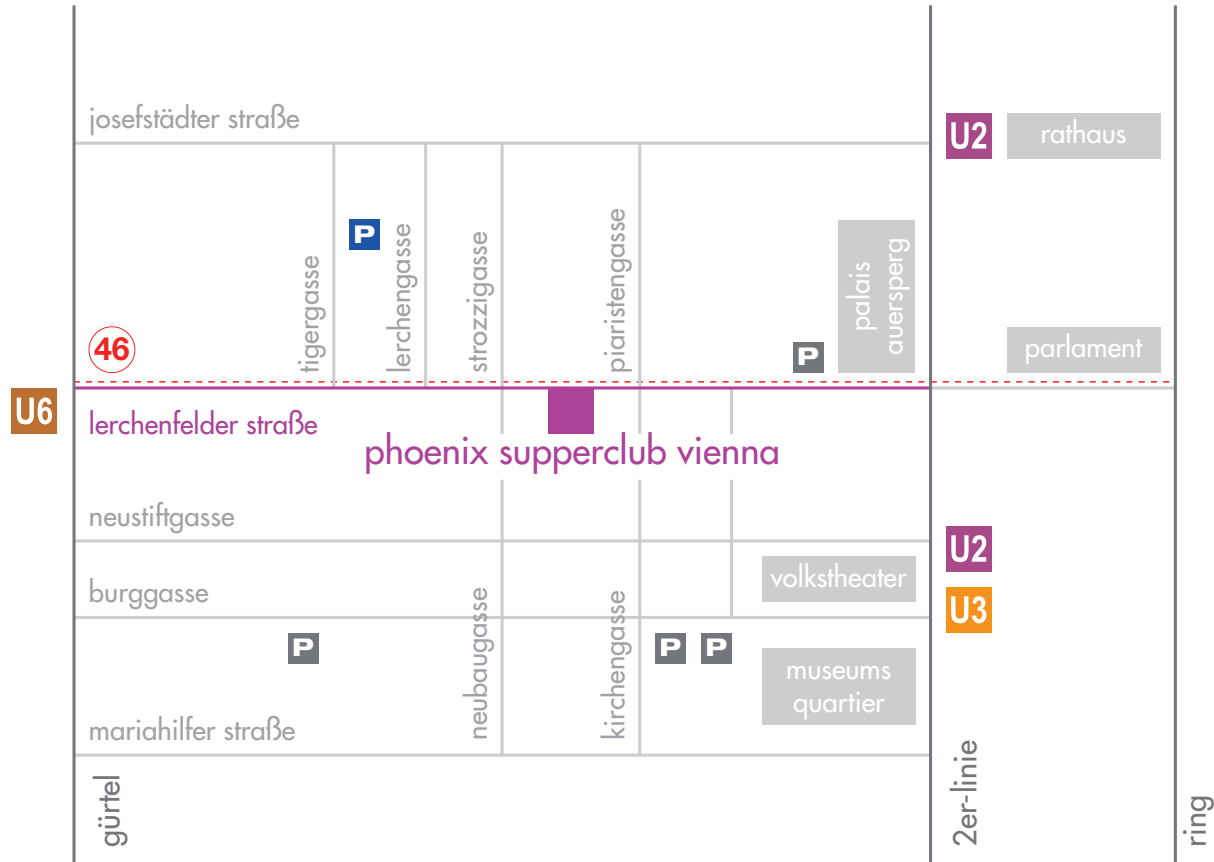 josefstädter straße
U2
rathaus
tigergasse
P
lerchengasse
strozzigasse
piaristengasse
palais
auersperg
46
P
parlament
U6
lerchenfelder straße
phoenix supperclub vienna
neustiftgasse
U2
burggasse
volkstheater
U3
P
neubaugasse
kirchengasse
P
P
museums
quartier
mariahilfer straße
gürtel
2er-linie
ring